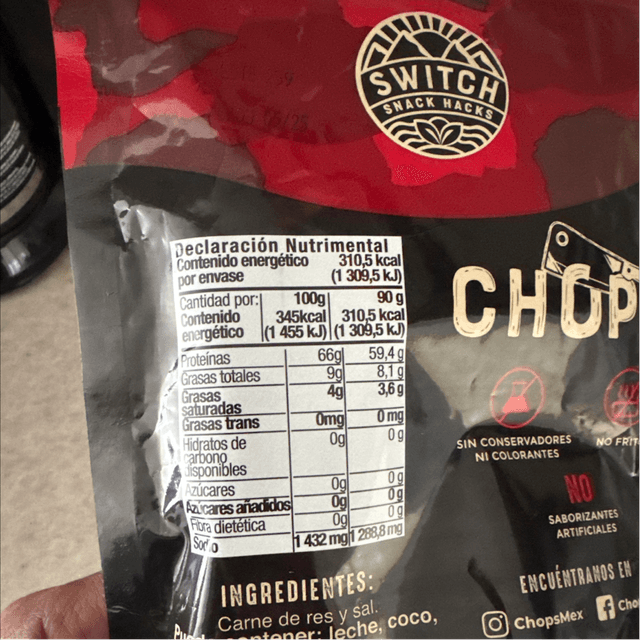 SWITCH
SNACK HACKS
Declaración Nutrimental
Contenido energético 310,5 kcal
por envase (1 309,5 kJ)
Cantidad por: 100g 90 g
Contenido 345kcal 310,5 kcal
energético (1 455 kJ) (1 309,5 kJ)
Proteínas 66g 59,4 g
Grasas totales 9g 8,1 g
Grasas 4g 3,6 g
saturadas
Grasas trans 0mg 0 mg
Hidratos de 0g 0 g
carbono
disponibles
Azúcares 0g 0 g
Azúcares añadidos 0g 0 g
Fibra dietética 0g 0 g
1 432 mg 1 288,8 mg
CHOP
SIN CONSERVADORES
NI COLORANTES
NO FRIT
NO
SABORIZANTES
ARTIFICIALES
INGREDIENTES:
Carne de res y sal.
contener: leche, coco,
ENCUÉNTRANOS EN
ChopsMex
Cho